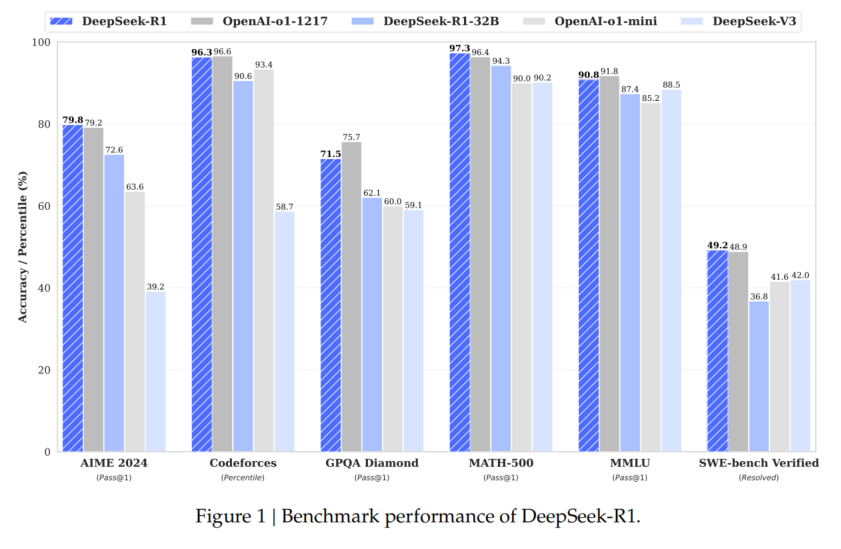 DeepSeek-R1 OpenAI-o1-1217 DeepSeek-R1-32B OpenAI-o1-mini DeepSeek-V3
Accuracy / Percentile (%)
100
80
60
40
20
0
79.8 79.2 72.6 63.6 39.2
96.3 96.6 90.6 93.4 58.7
71.5 75.7 62.1 60.0 59.1
97.3 96.4 94.3 90.0 90.2
90.8 91.8 87.4 85.2 88.5
49.2 48.9 36.8 41.6 42.0
AIME 2024 Codeforces GPQA Diamond MATH-500 MMLU SWE-bench Verified
(Pass@1) (Percentile) (Pass@1) (Pass@1) (Pass@1) (Resolved)
Figure 1 | Benchmark performance of DeepSeek-R1.